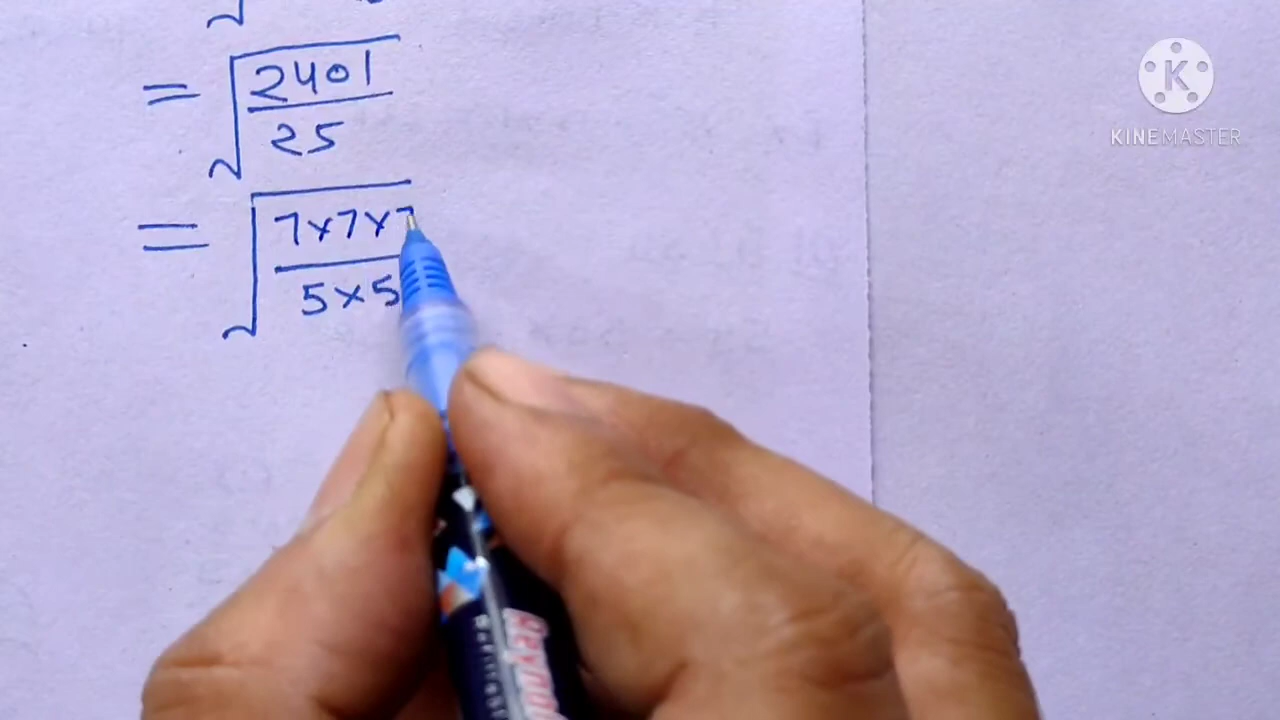 = √2401/25
= √7×7×7/5×5
K
KINEMASTER